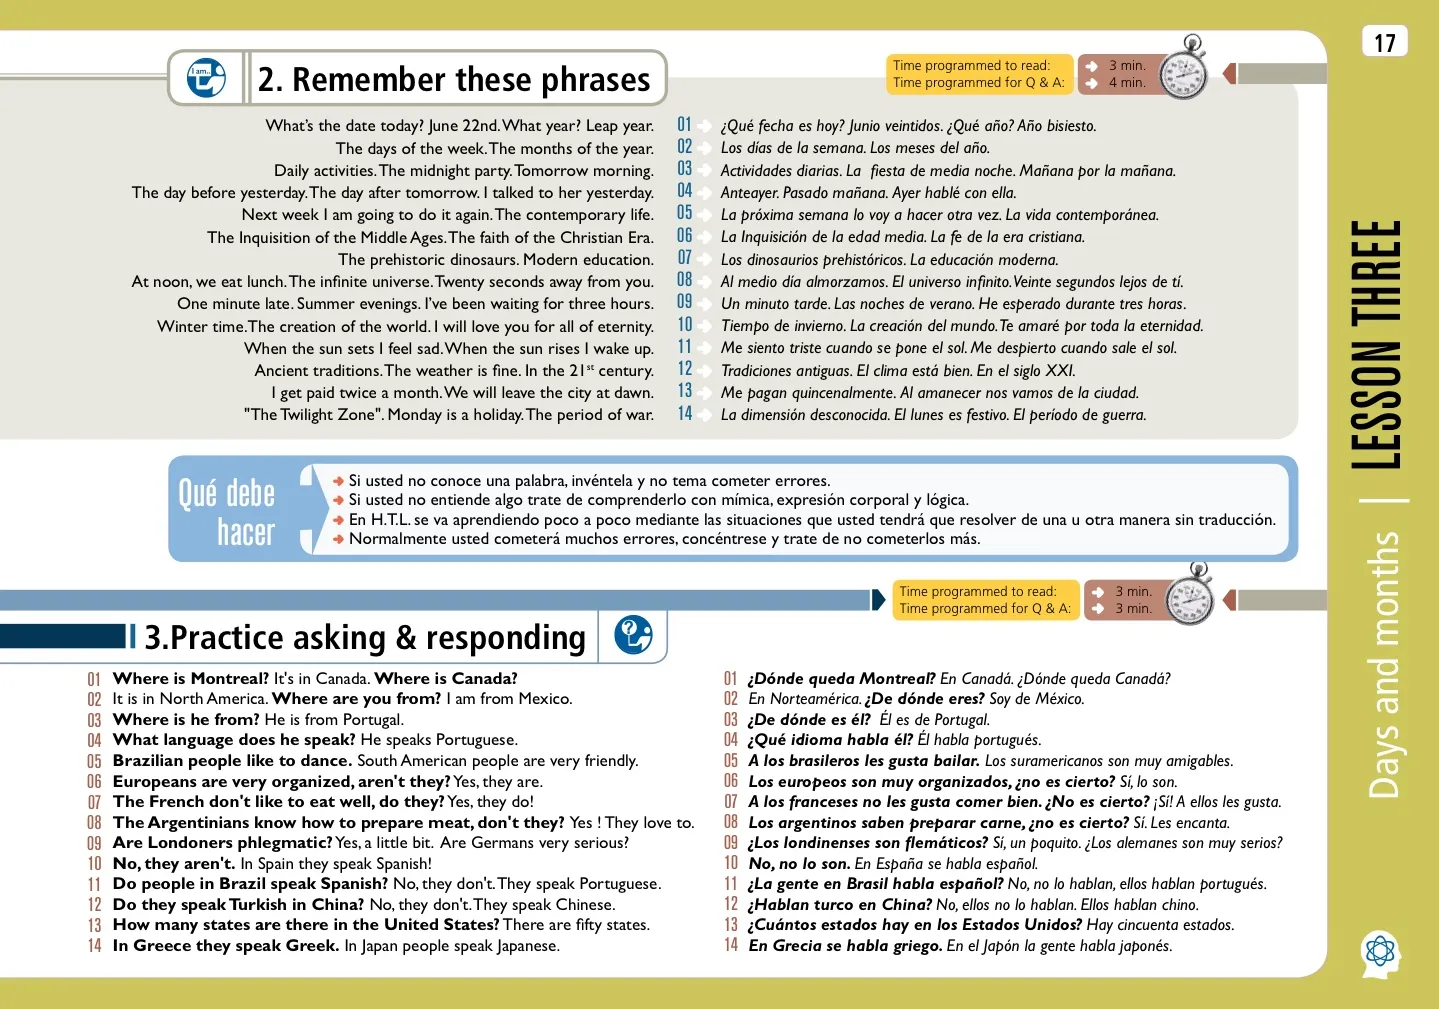 17
I am..
2. Remember these phrases
Time programmed to read: 3 min.
Time programmed for Q & A: 4 min.
What's the date today? June 22nd. What year? Leap year. 01 ¿Qué fecha es hoy? Junio veintidos. ¿Qué año? Año bisiesto.
The days of the week. The months of the year. 02 Los días de la semana. Los meses del año.
Daily activities. The midnight party. Tomorrow morning. 03 Actividades diarias. La fiesta de media noche. Mañana por la mañana.
The day before yesterday. The day after tomorrow. I talked to her yesterday. 04 Anteayer. Pasado mañana. Ayer hablé con ella.
Next week I am going to do it again. The contemporary life. 05 La próxima semana lo voy a hacer otra vez. La vida contemporánea.
The Inquisition of the Middle Ages. The faith of the Christian Era. 06 La Inquisición de la edad media. La fe de la era cristiana.
The prehistoric dinosaurs. Modern education. 07 Los dinosaurios prehistóricos. La educación moderna.
At noon, we eat lunch. The infinite universe. Twenty seconds away from you. 08 Al medio día almorzamos. El universo infinito. Veinte segundos lejos de tí.
One minute late. Summer evenings. I've been waiting for three hours. 09 Un minuto tarde. Las noches de verano. He esperado durante tres horas.
Winter time. The creation of the world. I will love you for all of eternity. 10 Tiempo de invierno. La creación del mundo. Te amaré por toda la eternidad.
When the sun sets I feel sad. When the sun rises I wake up. 11 Me siento triste cuando se pone el sol. Me despierto cuando sale el sol.
Ancient traditions. The weather is fine. In the 21st century. 12 Tradiciones antiguas. El clima está bien. En el siglo XXI.
I get paid twice a month. We will leave the city at dawn. 13 Me pagan quincenalmente. Al amanecer nos vamos de la ciudad.
"The Twilight Zone". Monday is a holiday. The period of war. 14 La dimensión desconocida. El lunes es festivo. El período de guerra.
Qué debe
hacer
Si usted no conoce una palabra, invéntela y no tema cometer errores.
Si usted no entiende algo trate de comprenderlo con mímica, expresión corporal y lógica.
En H.T.L. se va aprendiendo poco a poco mediante las situaciones que usted tendrá que resolver de una u otra manera sin traducción.
Normalmente usted cometerá muchos errores, concéntrese y trate de no cometerlos más.
Time programmed to read: 3 min.
Time programmed for Q & A: 3 min.
3.Practice asking & responding
?
01 Where is Montreal? It's in Canada. Where is Canada?
02 It is in North America. Where are you from? I am from Mexico.
03 Where is he from? He is from Portugal.
04 What language does he speak? He speaks Portuguese.
05 Brazilian people like to dance. South American people are very friendly.
06 Europeans are very organized, aren't they? Yes, they are.
07 The French don't like to eat well, do they? Yes, they do!
08 The Argentinians know how to prepare meat, don't they? Yes ! They love to.
09 Are Londoners phlegmatic? Yes, a little bit. Are Germans very serious?
10 No, they aren't. In Spain they speak Spanish!
11 Do people in Brazil speak Spanish? No, they don't. They speak Portuguese.
12 Do they speak Turkish in China? No, they don't. They speak Chinese.
13 How many states are there in the United States? There are fifty states.
14 In Greece they speak Greek. In Japan people speak Japanese.
01 ¿Dónde queda Montreal? En Canadá. ¿Dónde queda Canadá?
02 En Norteamérica. ¿De dónde eres? Soy de México.
03 ¿De dónde es él? Él es de Portugal.
04 ¿Qué idioma habla él? Él habla portugués.
05 A los brasileros les gusta bailar. Los suramericanos son muy amigables.
06 Los europeos son muy organizados, ¿no es cierto? Sí, lo son.
07 A los franceses no les gusta comer bien. ¿No es cierto? ¡Sí! A ellos les gusta.
08 Los argentinos saben preparar carne, ¿no es cierto? Sí. Les encanta.
09 ¿Los londinenses son flemáticos? Sí, un poquito. ¿Los alemanes son muy serios?
10 No, no lo son. En España se habla español.
11 ¿La gente en Brasil habla español? No, no lo hablan, ellos hablan portugués.
12 ¿Hablan turco en China? No, ellos no lo hablan. Ellos hablan chino.
13 ¿Cuántos estados hay en los Estados Unidos? Hay cincuenta estados.
14 En Grecia se habla griego. En el Japón la gente habla japonés.
Days and months | LESSON THREE